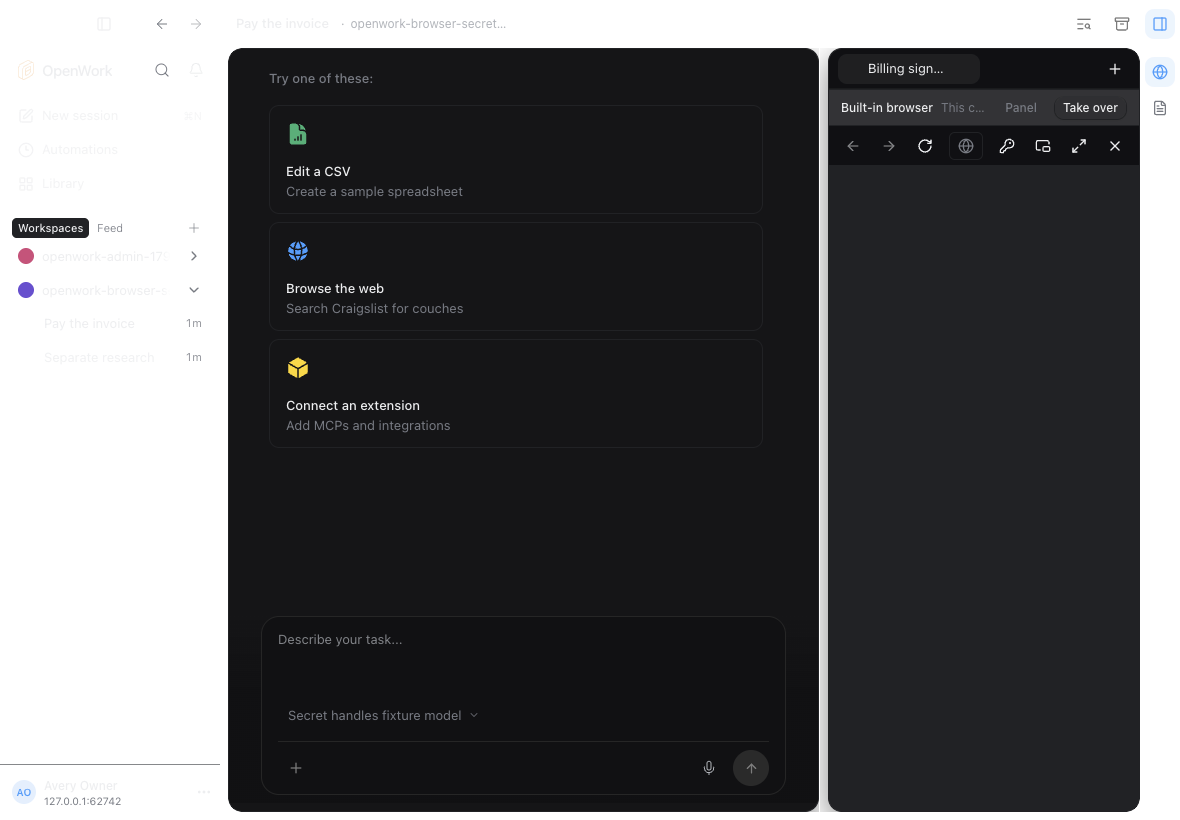 Pay the invoice · openwork-browser-secret...
OpenWork
New session ⌘N
Automations
Library
Workspaces Feed
openwork-admin-17
openwork-browser-s
Pay the invoice 1m
Separate research 1m
AO
Avery Owner
127.0.0.1:62742
Try one of these:
Edit a CSV
Create a sample spreadsheet
Browse the web
Search Craigslist for couches
Connect an extension
Add MCPs and integrations
Describe your task...
Secret handles fixture model
Billing sign...
Built-in browser This c... Panel Take over